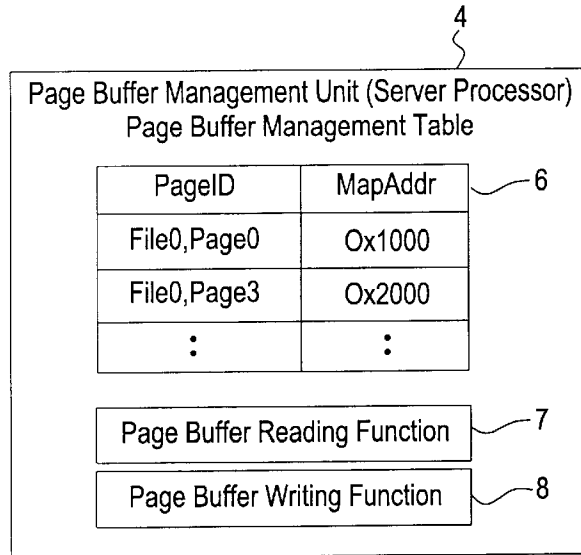 4
Page Buffer Management Unit (Server Processor)
Page Buffer Management Table
PageID MapAddr 6
File0,Page0 Ox1000
File0,Page3 Ox2000
: :
Page Buffer Reading Function 7
Page Buffer Writing Function 8